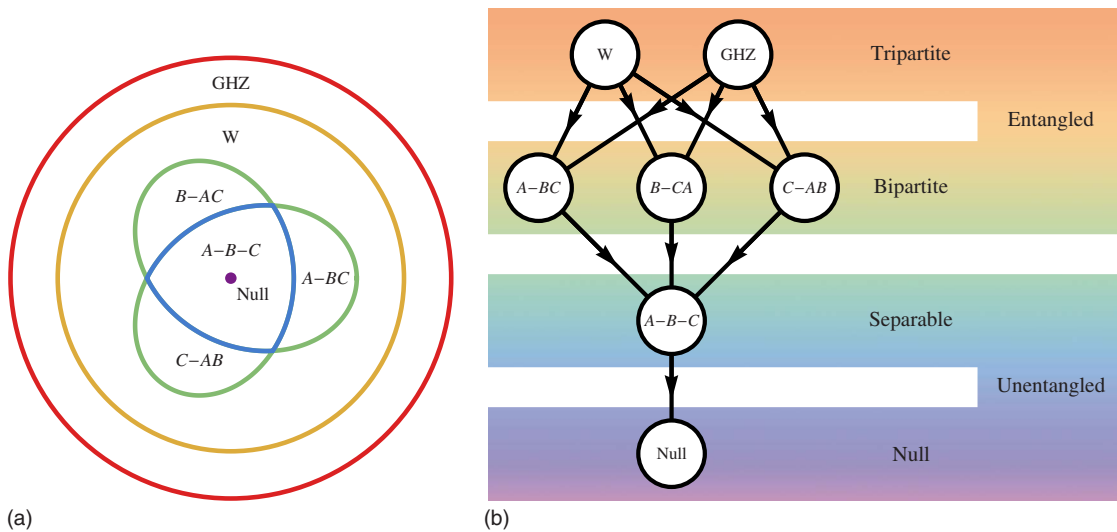 GHZ
W
B−AC
A−B−C
Null
A−BC
C−AB
(a)
W
GHZ
Tripartite
Entangled
A−BC
B−CA
C−AB
Bipartite
A−B−C
Separable
Unentangled
Null
Null
(b)